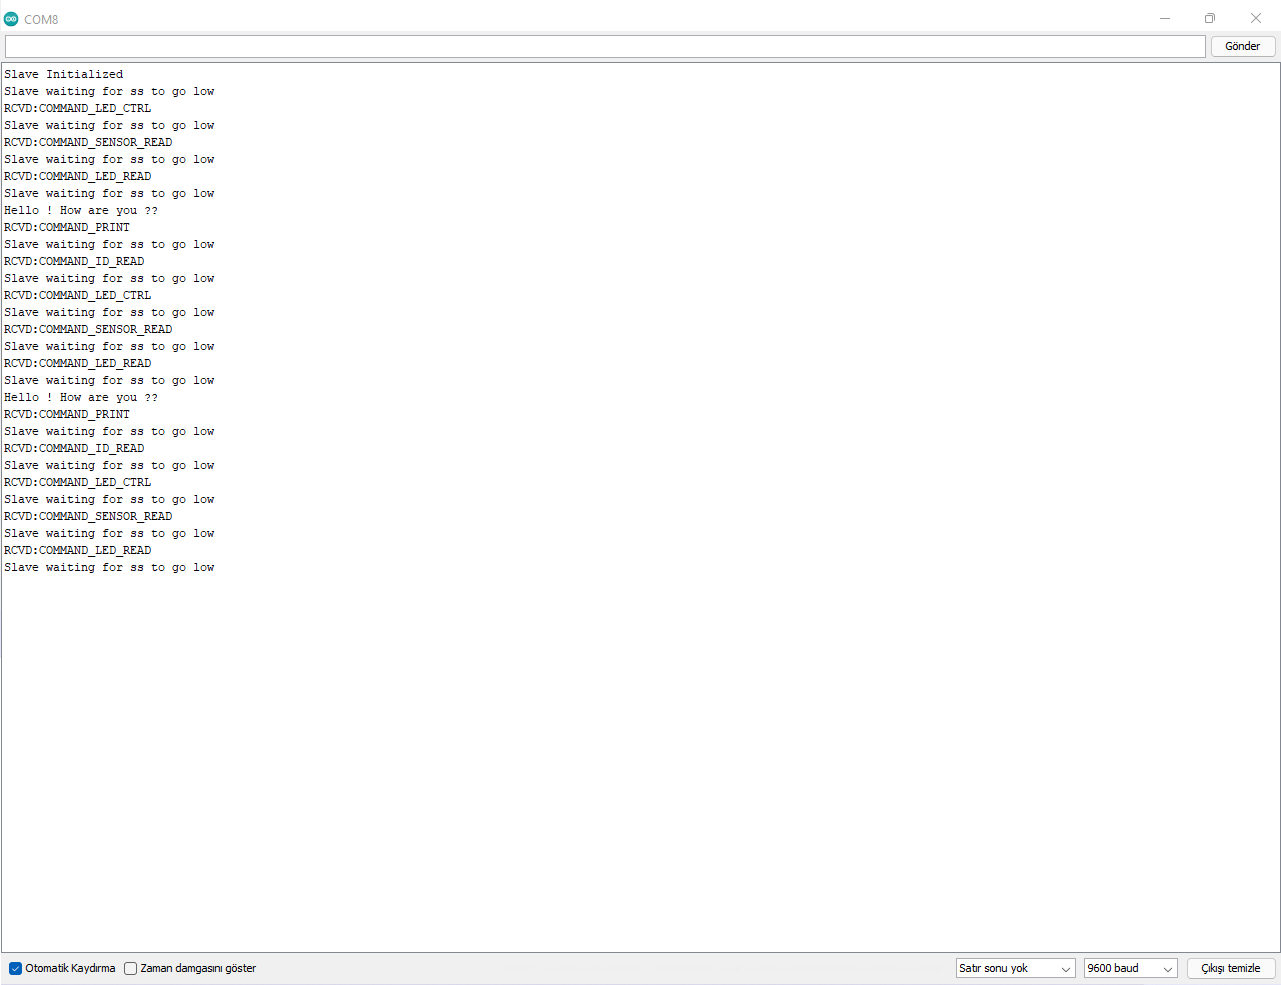 COM8
Gönder
Slave Initialized
Slave waiting for ss to go low
RCVD:COMMAND_LED_CTRL
Slave waiting for ss to go low
RCVD:COMMAND_SENSOR_READ
Slave waiting for ss to go low
RCVD:COMMAND_LED_READ
Slave waiting for ss to go low
Hello ! How are you ??
RCVD:COMMAND_PRINT
Slave waiting for ss to go low
RCVD:COMMAND_ID_READ
Slave waiting for ss to go low
RCVD:COMMAND_LED_CTRL
Slave waiting for ss to go low
RCVD:COMMAND_SENSOR_READ
Slave waiting for ss to go low
RCVD:COMMAND_LED_READ
Slave waiting for ss to go low
Hello ! How are you ??
RCVD:COMMAND_PRINT
Slave waiting for ss to go low
RCVD:COMMAND_ID_READ
Slave waiting for ss to go low
RCVD:COMMAND_LED_CTRL
Slave waiting for ss to go low
RCVD:COMMAND_SENSOR_READ
Slave waiting for ss to go low
RCVD:COMMAND_LED_READ
Slave waiting for ss to go low
Otomatik Kaydırma Zaman damgasını göster Satır sonu yok 9600 baud Çıkışı temizle